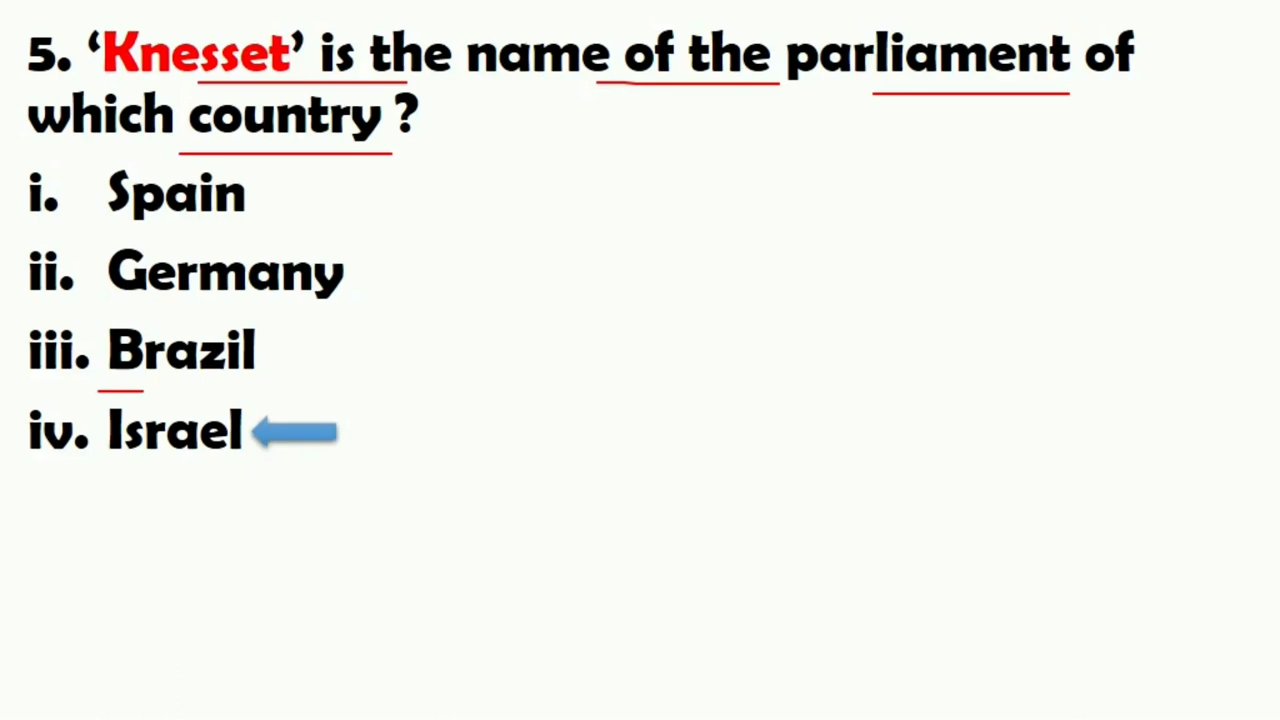 5. ‘Knesset’ is the name of the parliament of
which country ?
i. Spain
ii. Germany
iii. Brazil
iv. Israel